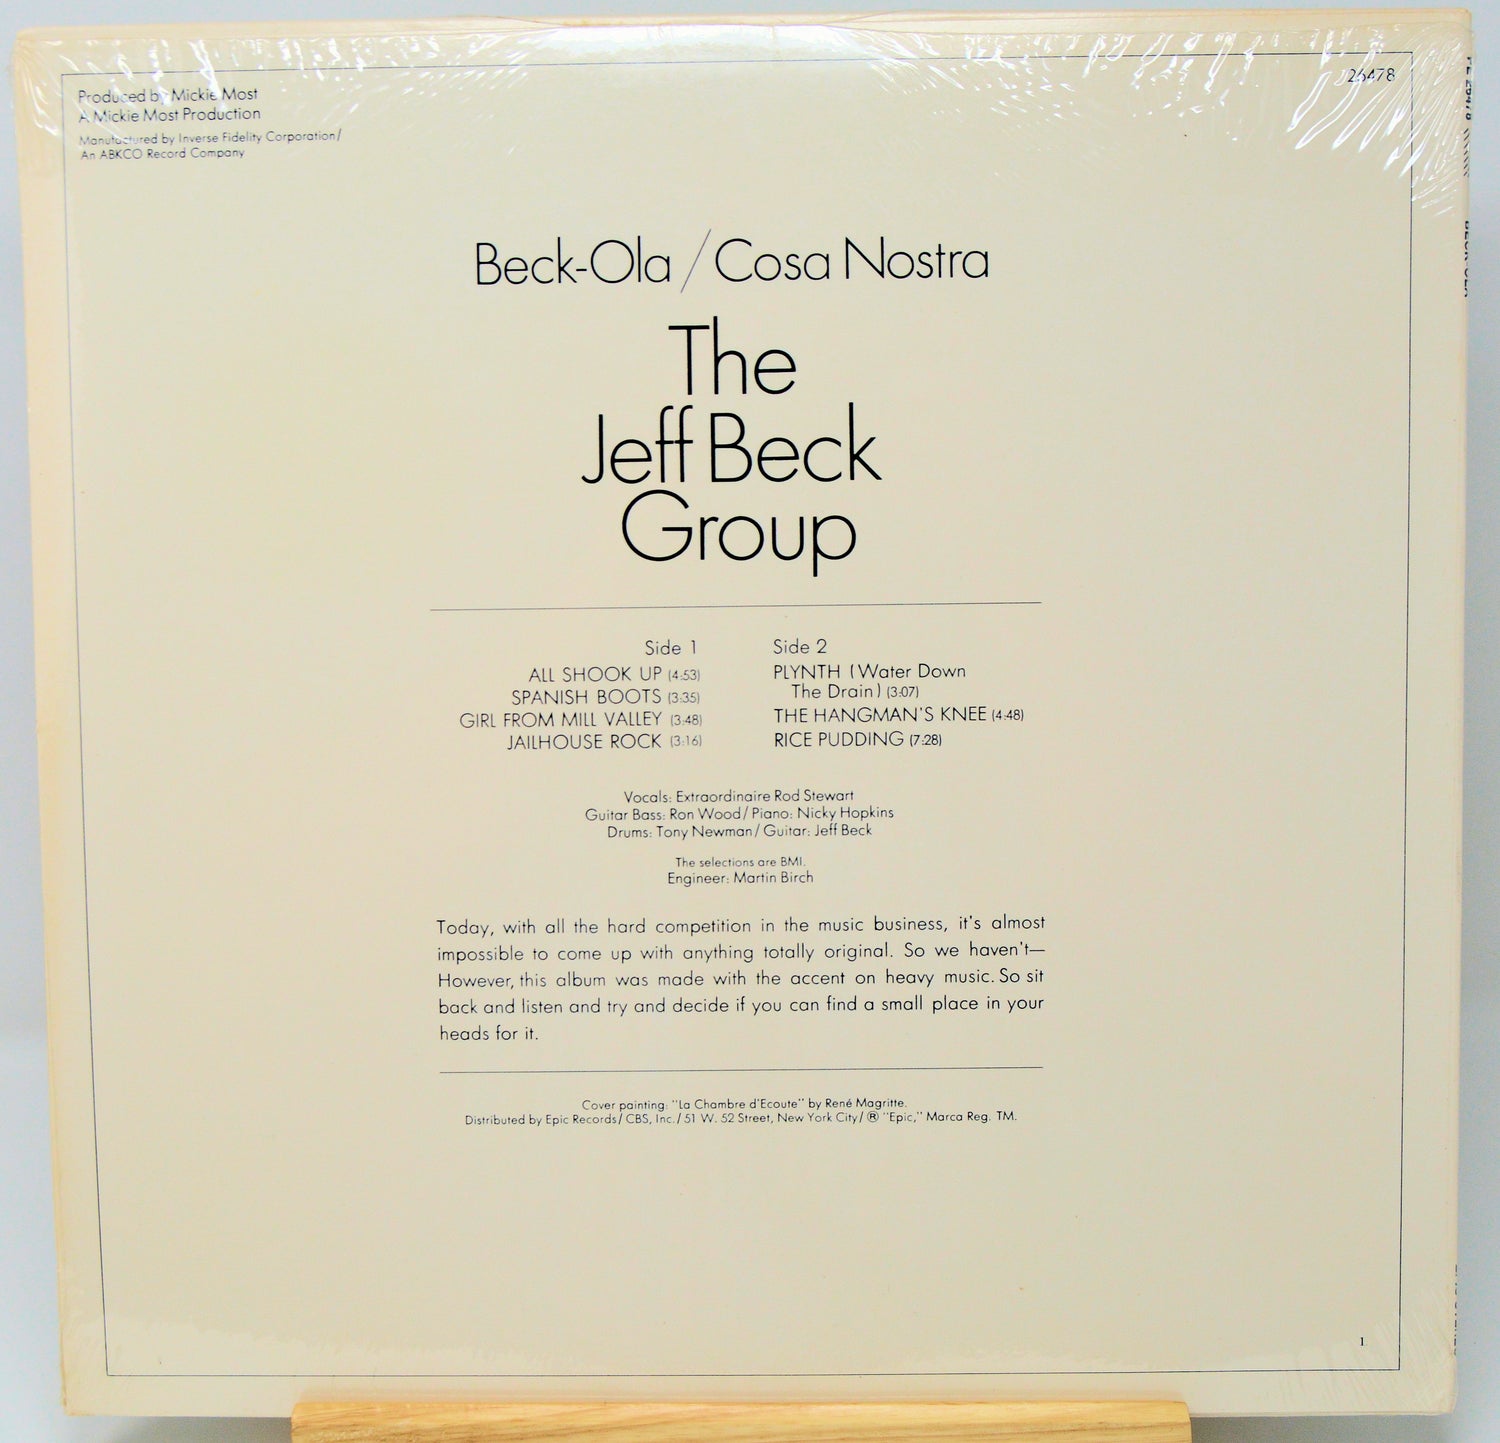 Produced by Mickie Most
A Mickie Most Production
Manufactured by Inverse Fidelity Corporation/
An ABKCO Record Company
26478
PE 26478
BECK-OLA
Beck-Ola/Cosa Nostra
The
Jeff Beck
Group
Side 1
ALL SHOOK UP (4:53)
SPANISH BOOTS (3:35)
GIRL FROM MILL VALLEY (3:48)
JAILHOUSE ROCK (3:16)
Side 2
PLYNTH (Water Down
The Drain) (3:07)
THE HANGMAN'S KNEE (4:48)
RICE PUDDING (7:28)
Vocals: Extraordinaire Rod Stewart
Guitar Bass: Ron Wood/Piano: Nicky Hopkins
Drums: Tony Newman/Guitar: Jeff Beck
The selections are BMI.
Engineer: Martin Birch
Today, with all the hard competition in the music business, it's almost
impossible to come up with anything totally original. So we haven't—
However, this album was made with the accent on heavy music. So sit
back and listen and try and decide if you can find a small place in your
heads for it.
Cover painting: "La Chambre d'Ecoute" by René Magritte.
Distributed by Epic Records/CBS, Inc./51 W. 52 Street, New York City/® "Epic," Marca Reg. TM.
1